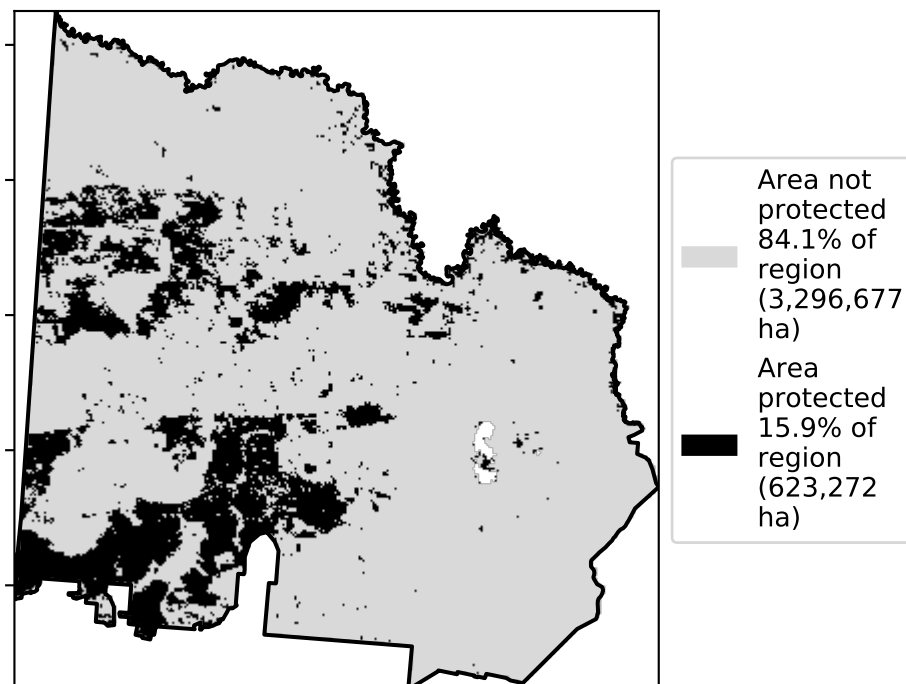 Area not
protected
84.1% of
region
(3,296,677
ha)
Area
protected
15.9% of
region
(623,272
ha)